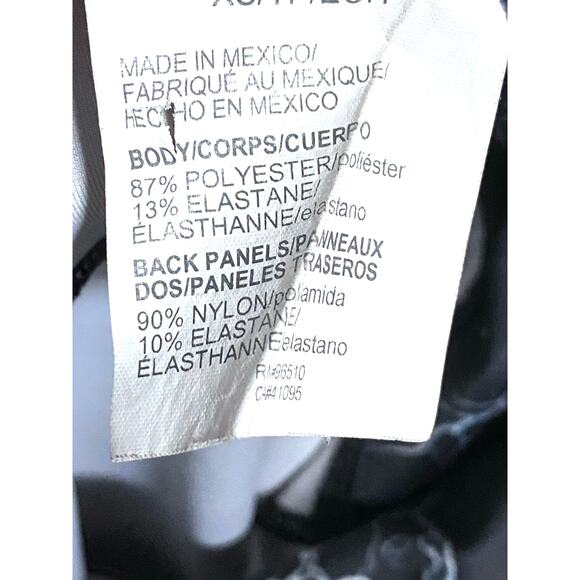 MADE IN MEXICO/
FABRIQUÉ AU MEXIQUE/
HECHO EN MÉXICO
BODY/CORPS/CUERPO
87% POLYESTER/poliéster
13% ELASTANE/
ÉLASTHANNE/elastano
BACK PANELS/PANNEAUX
DOS/PANELES TRASEROS
90% NYLON/poliamida
10% ELASTANE/
ÉLASTHANNE/elastano
RN#96510
CA#41095